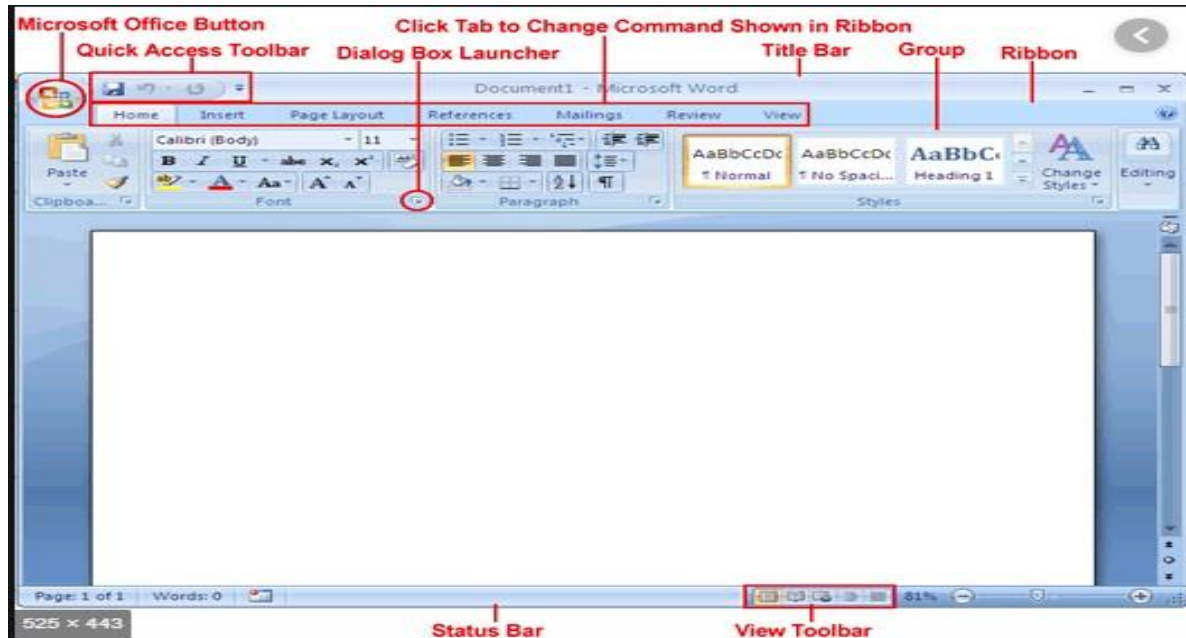 Microsoft Office Button
Click Tab to Change Command Shown in Ribbon
Quick Access Toolbar
Dialog Box Launcher
Title Bar
Group
Ribbon
Document1 - Microsoft Word
Home Insert Page Layout References Mailings Review View
Calibri (Body) 11
Paste
B I U abc x, x'
Aa A A
AaBbCcDc AaBbCcDc AaBbC
¶ Normal ¶ No Spaci... Heading 1
Change Styles
Editing
Clipboa... Font Paragraph Styles
Page: 1 of 1 Words: 0 81%
525 × 443
Status Bar
View Toolbar